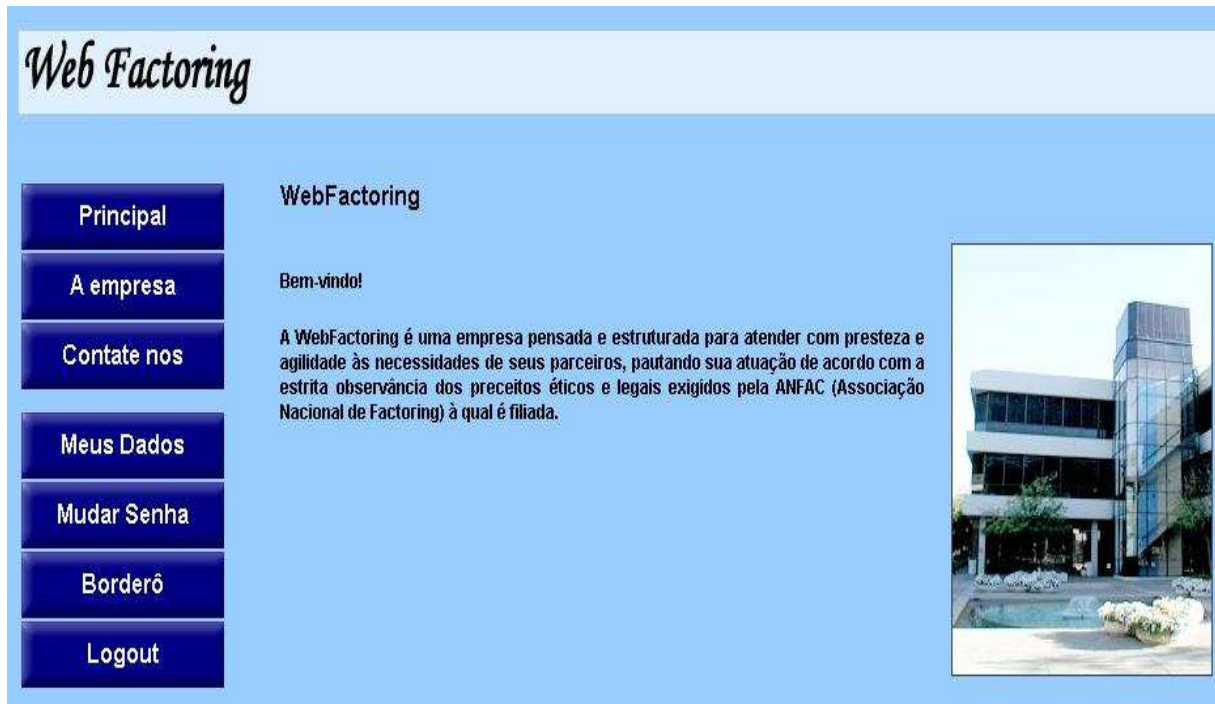 Web Factoring
Principal
A empresa
Contate nos
Meus Dados
Mudar Senha
Borderô
Logout
WebFactoring
Bem-vindo!
A WebFactoring é uma empresa pensada e estruturada para atender com presteza e
agilidade às necessidades de seus parceiros, pautando sua atuação de acordo com a
estrita observância dos preceitos éticos e legais exigidos pela ANFAC (Associação
Nacional de Factoring) à qual é filiada.